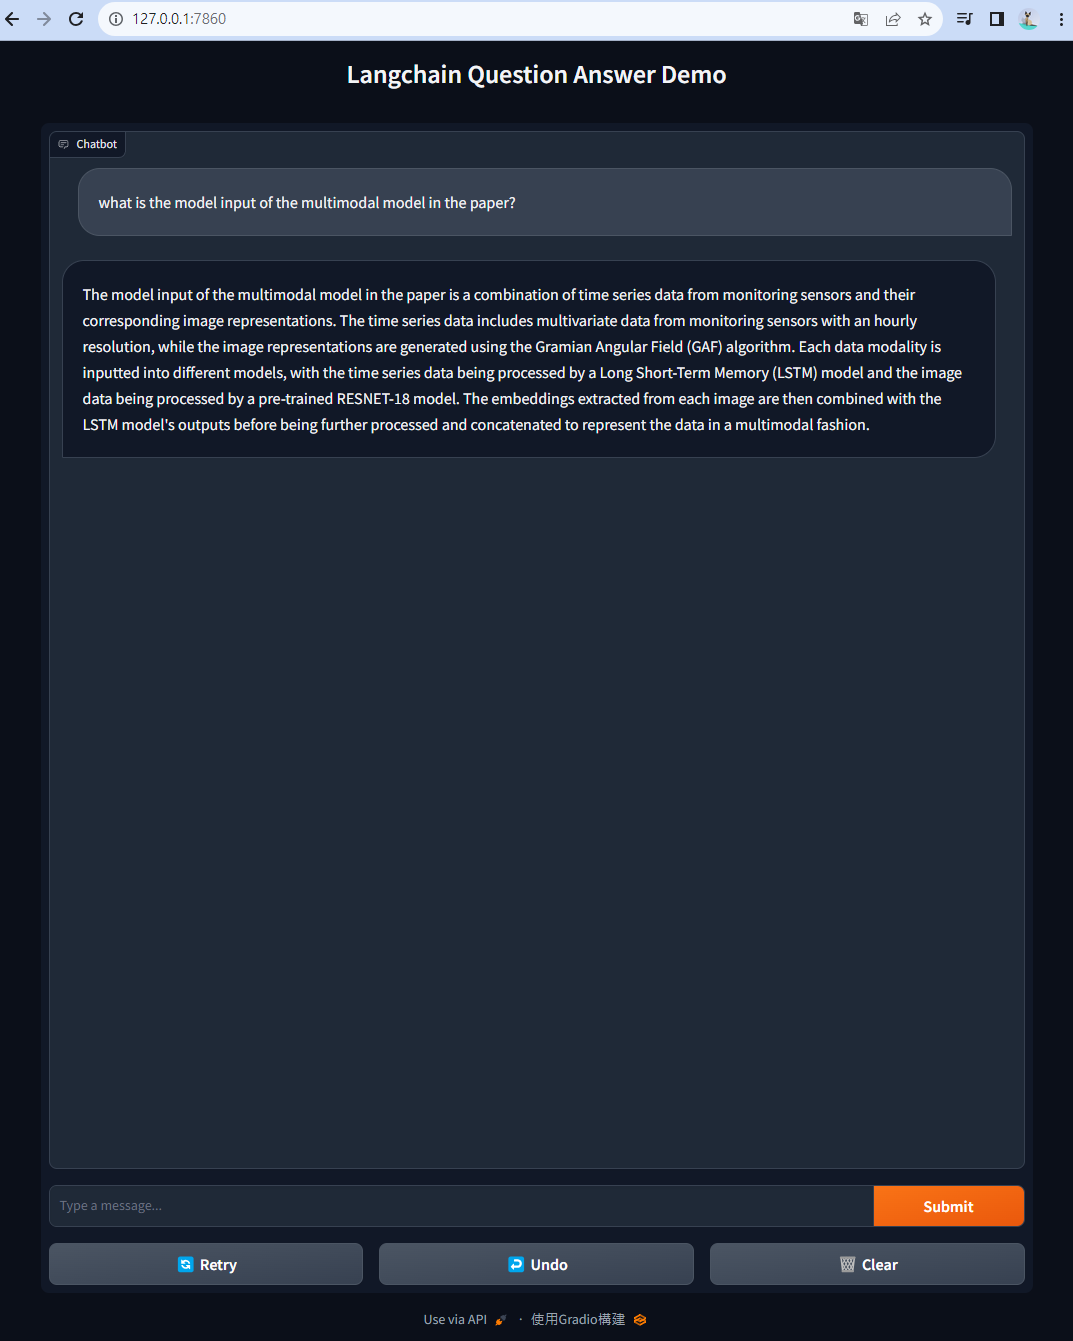 127.0.0.1:7860
Langchain Question Answer Demo
Chatbot
what is the model input of the multimodal model in the paper?
The model input of the multimodal model in the paper is a combination of time series data from monitoring sensors and their
corresponding image representations. The time series data includes multivariate data from monitoring sensors with an hourly
resolution, while the image representations are generated using the Gramian Angular Field (GAF) algorithm. Each data modality is
inputted into different models, with the time series data being processed by a Long Short-Term Memory (LSTM) model and the image
data being processed by a pre-trained RESNET-18 model. The embeddings extracted from each image are then combined with the
LSTM model's outputs before being further processed and concatenated to represent the data in a multimodal fashion.
Type a message...
Submit
Retry
Undo
Clear
Use via API · 使用Gradio構建